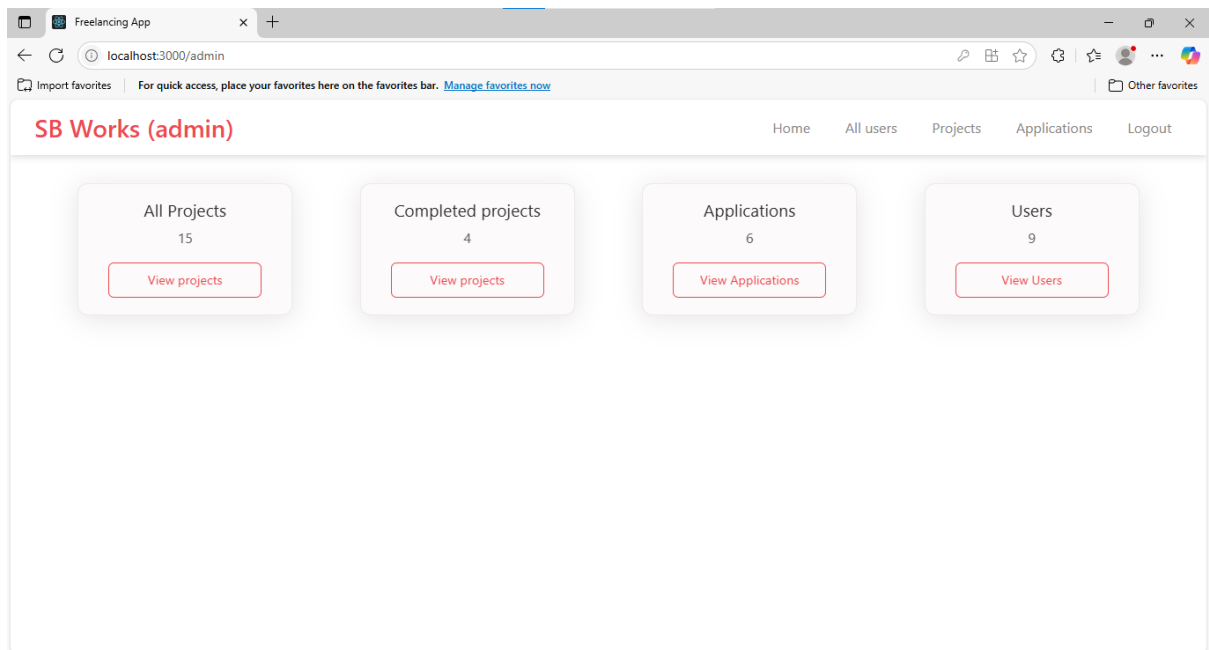 Freelancing App
localhost:3000/admin
Import favorites For quick access, place your favorites here on the favorites bar. Manage favorites now Other favorites
SB Works (admin) Home All users Projects Applications Logout
All Projects Completed projects Applications Users
15 4 6 9
View projects View projects View Applications View Users